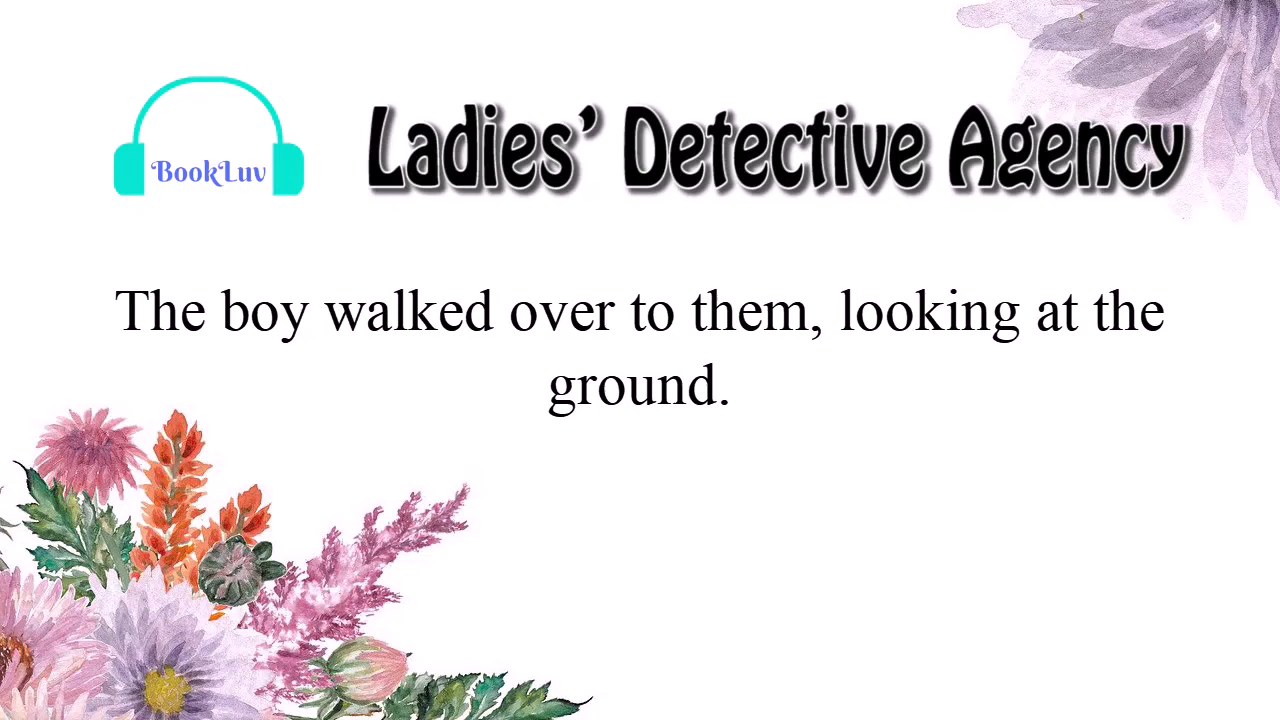 BookLuv
Ladies’ Detective Agency
The boy walked over to them, looking at the
ground.